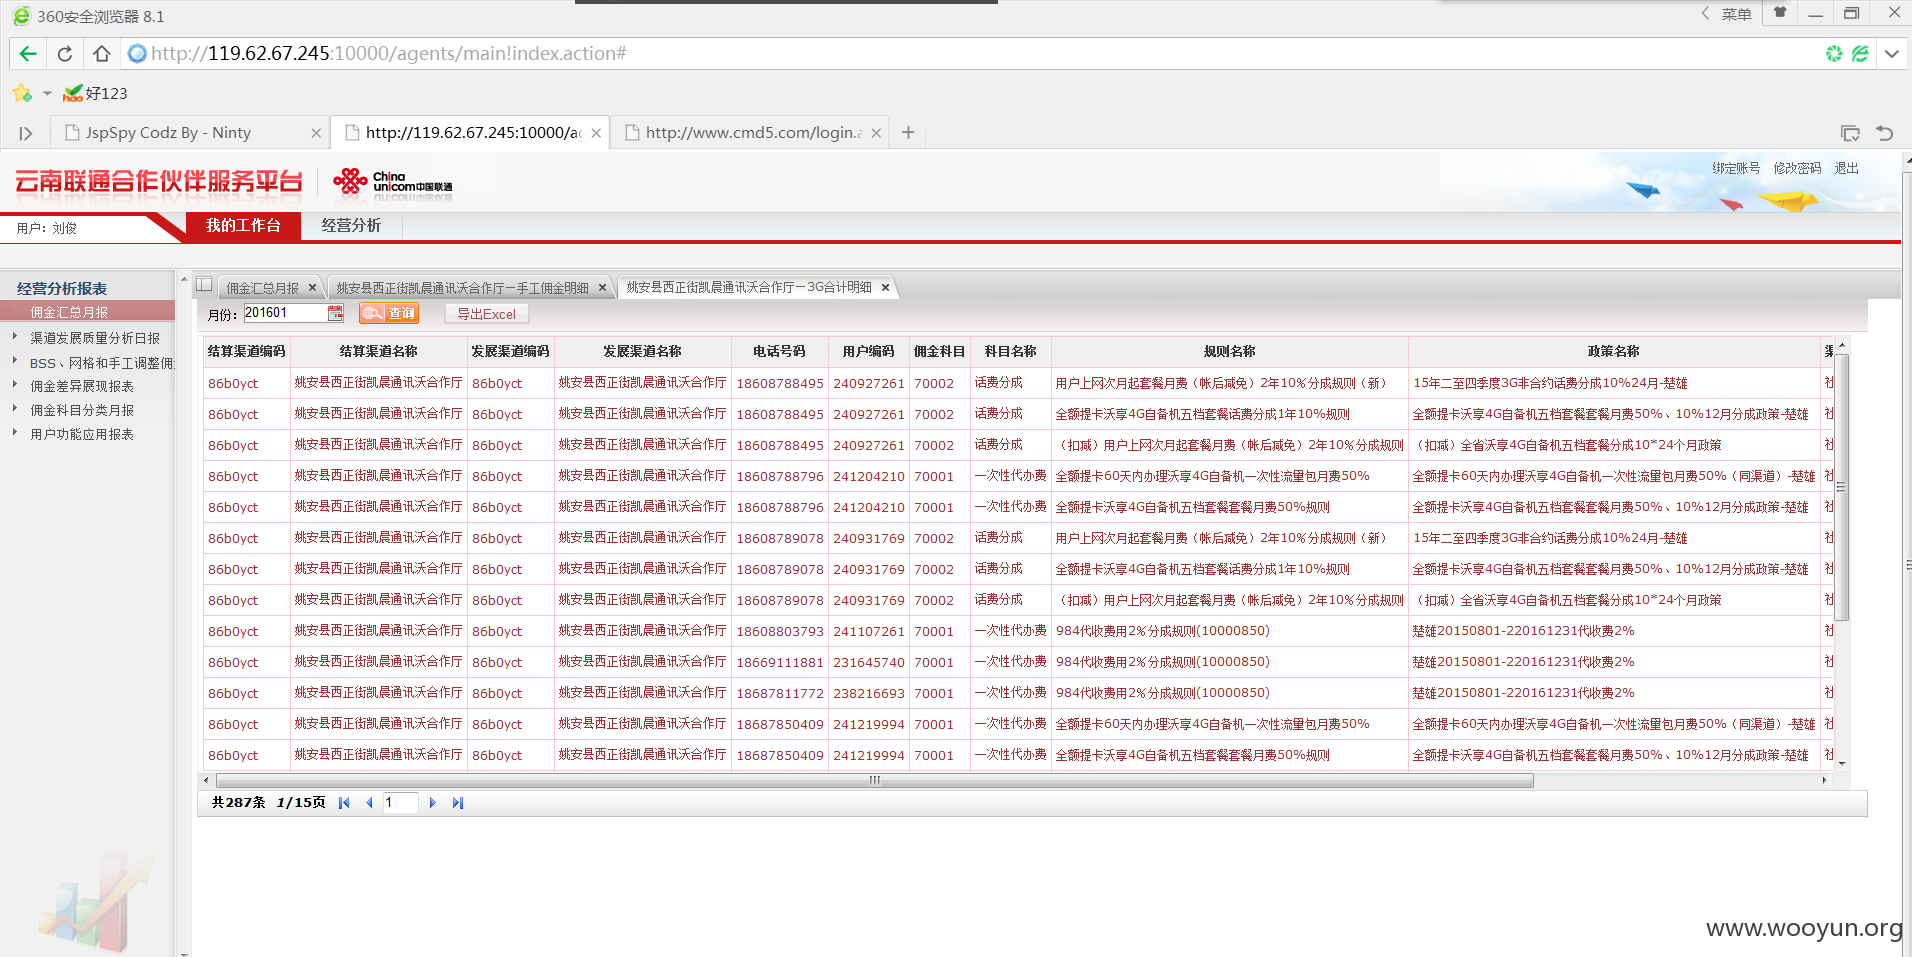 360安全浏览器 8.1
菜单
http://119.62.67.245:10000/agents/main!index.action#
好123
JspSpy Codz By - Ninty
http://119.62.67.245:10000/a
http://www.cmd5.com/login.
云南联通合作伙伴服务平台
China unicom中国联通
绑定账号 修改密码 退出
用户：刘俊
我的工作台 经营分析
经营分析报表
佣金汇总月报
渠道发展质量分析日报
BSS、网格和手工调整佣
佣金差异展现报表
佣金科目分类月报
用户功能应用报表
佣金汇总月报
姚安县西正街凯晨通讯沃合作厅－手工佣金明细
姚安县西正街凯晨通讯沃合作厅－3G合计明细
月份： 201601 查询 导出Excel
结算渠道编码 结算渠道名称 发展渠道编码 发展渠道名称 电话号码 用户编码 佣金科目 科目名称 规则名称 政策名称
86b0yct 姚安县西正街凯晨通讯沃合作厅 86b0yct 姚安县西正街凯晨通讯沃合作厅 18608788495 240927261 70002 话费分成 用户上网次月起套餐月费（帐后减免）2年10%分成规则（新） 15年二至四季度3G非合约话费分成10%24月-楚雄 社
86b0yct 姚安县西正街凯晨通讯沃合作厅 86b0yct 姚安县西正街凯晨通讯沃合作厅 18608788495 240927261 70002 话费分成 全额提卡沃享4G自备机五档套餐话费分成1年10%规则 全额提卡沃享4G自备机五档套餐套餐月费50%、10%12月分成政策-楚雄 社
86b0yct 姚安县西正街凯晨通讯沃合作厅 86b0yct 姚安县西正街凯晨通讯沃合作厅 18608788495 240927261 70002 话费分成 （扣减）用户上网次月起套餐月费（帐后减免）2年10%分成规则 （扣减）全省沃享4G自备机五档套餐分成10*24个月政策 社
86b0yct 姚安县西正街凯晨通讯沃合作厅 86b0yct 姚安县西正街凯晨通讯沃合作厅 18608788796 241204210 70001 一次性代办费 全额提卡60天内办理沃享4G自备机一次性流量包月费50% 全额提卡60天内办理沃享4G自备机一次性流量包月费50%（同渠道）-楚雄 社
86b0yct 姚安县西正街凯晨通讯沃合作厅 86b0yct 姚安县西正街凯晨通讯沃合作厅 18608788796 241204210 70001 一次性代办费 全额提卡沃享4G自备机五档套餐套餐月费50%规则 全额提卡沃享4G自备机五档套餐套餐月费50%、10%12月分成政策-楚雄 社
86b0yct 姚安县西正街凯晨通讯沃合作厅 86b0yct 姚安县西正街凯晨通讯沃合作厅 18608789078 240931769 70002 话费分成 用户上网次月起套餐月费（帐后减免）2年10%分成规则（新） 15年二至四季度3G非合约话费分成10%24月-楚雄 社
86b0yct 姚安县西正街凯晨通讯沃合作厅 86b0yct 姚安县西正街凯晨通讯沃合作厅 18608789078 240931769 70002 话费分成 全额提卡沃享4G自备机五档套餐话费分成1年10%规则 全额提卡沃享4G自备机五档套餐套餐月费50%、10%12月分成政策-楚雄 社
86b0yct 姚安县西正街凯晨通讯沃合作厅 86b0yct 姚安县西正街凯晨通讯沃合作厅 18608789078 240931769 70002 话费分成 （扣减）用户上网次月起套餐月费（帐后减免）2年10%分成规则 （扣减）全省沃享4G自备机五档套餐分成10*24个月政策 社
86b0yct 姚安县西正街凯晨通讯沃合作厅 86b0yct 姚安县西正街凯晨通讯沃合作厅 18608803793 241107261 70001 一次性代办费 984代收费用2%分成规则(10000850) 楚雄20150801-220161231代收费2% 社
86b0yct 姚安县西正街凯晨通讯沃合作厅 86b0yct 姚安县西正街凯晨通讯沃合作厅 18669111881 231645740 70001 一次性代办费 984代收费用2%分成规则(10000850) 楚雄20150801-220161231代收费2% 社
86b0yct 姚安县西正街凯晨通讯沃合作厅 86b0yct 姚安县西正街凯晨通讯沃合作厅 18687811772 238216693 70001 一次性代办费 984代收费用2%分成规则(10000850) 楚雄20150801-220161231代收费2% 社
86b0yct 姚安县西正街凯晨通讯沃合作厅 86b0yct 姚安县西正街凯晨通讯沃合作厅 18687850409 241219994 70001 一次性代办费 全额提卡60天内办理沃享4G自备机一次性流量包月费50% 全额提卡60天内办理沃享4G自备机一次性流量包月费50%（同渠道）-楚雄 社
86b0yct 姚安县西正街凯晨通讯沃合作厅 86b0yct 姚安县西正街凯晨通讯沃合作厅 18687850409 241219994 70001 一次性代办费 全额提卡沃享4G自备机五档套餐套餐月费50%规则 全额提卡沃享4G自备机五档套餐套餐月费50%、10%12月分成政策-楚雄 社
共287条 1/15页 1
www.wooyun.org